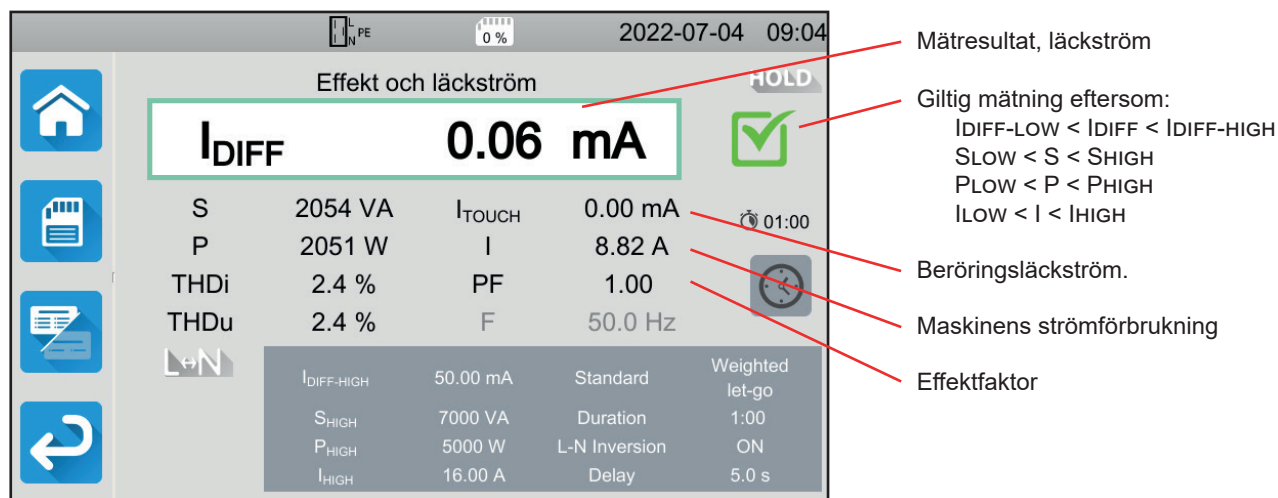 L
N PE
0 %
2022-07-04 09:04
Effekt och läckström
HOLD
IDIFF 0.06 mA
S 2054 VA ITOUCH 0.00 mA
01:00
P 2051 W I 8.82 A
THDi 2.4 % PF 1.00
THDu 2.4 % F 50.0 Hz
L↔N
IDIFF-HIGH 50.00 mA Standard Weighted
let-go
SHIGH 7000 VA Duration 1:00
PHIGH 5000 W L-N Inversion ON
IHIGH 16.00 A Delay 5.0 s
Mätresultat, läckström
Giltig mätning eftersom:
IDIFF-LOW < IDIFF < IDIFF-HIGH
SLOW < S < SHIGH
PLOW < P < PHIGH
ILOW < I < IHIGH
Beröringsläckström.
Maskinens strömförbrukning
Effektfaktor